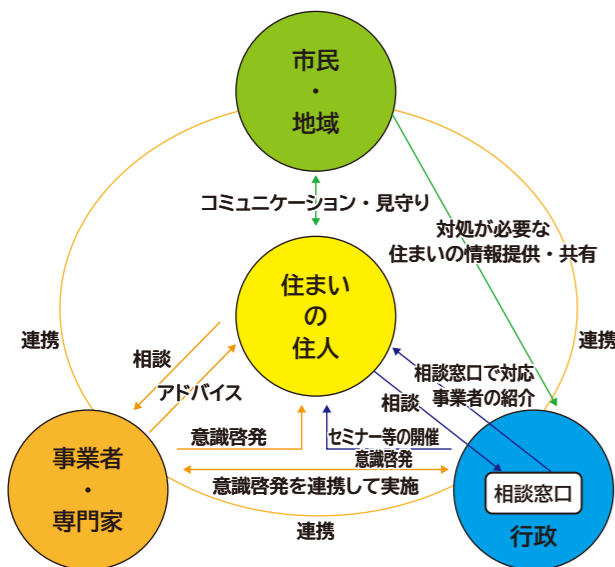 市民
・
地域
コミュニケーション・見守り
対処が必要な
住まいの情報提供・共有
住まい
の
住人
連携
連携
相談
アドバイス
相談窓口で対応
事業者の紹介
相談
意識啓発
セミナー等の開催
意識啓発
意識啓発を連携して実施
事業者
・
専門家
相談窓口
行政
連携